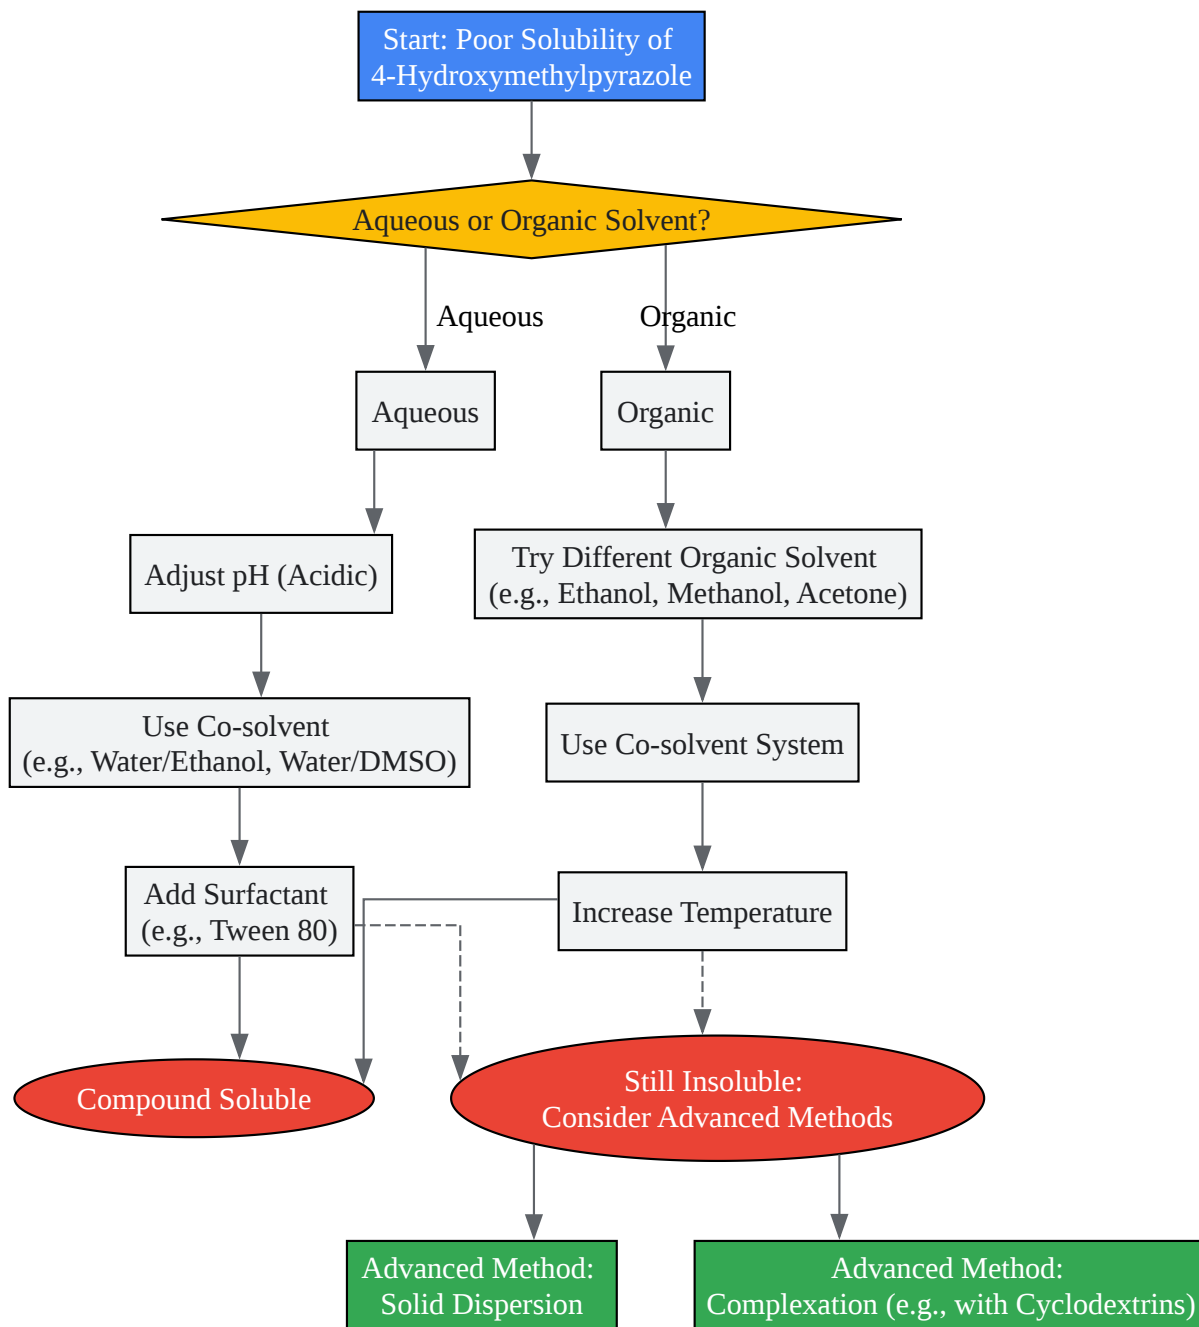 Start: Poor Solubility of
4-Hydroxymethylpyrazole
Aqueous or Organic Solvent?
Aqueous
Organic
Aqueous
Organic
Adjust pH (Acidic)
Try Different Organic Solvent
(e.g., Ethanol, Methanol, Acetone)
Use Co-solvent
(e.g., Water/Ethanol, Water/DMSO)
Use Co-solvent System
Add Surfactant
(e.g., Tween 80)
Increase Temperature
Compound Soluble
Still Insoluble:
Consider Advanced Methods
Advanced Method:
Solid Dispersion
Advanced Method:
Complexation (e.g., with Cyclodextrins)